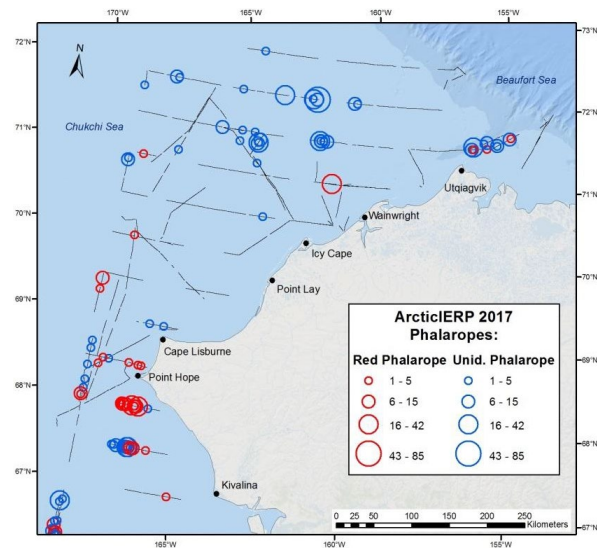 170°W 165°W 160°W 155°W
72°N
73°N
N
Beaufort Sea
Chukchi Sea
71°N
72°N
Utqiagvik
70°N
Wainwright
71°N
Icy Cape
69°N
Point Lay
70°N
Cape Lisburne
68°N
Point Hope
67°N
Kivalina
68°N
67°N
ArcticIERP 2017
Phalaropes:
Red Phalarope Unid. Phalarope
1 - 5 1 - 5
6 - 15 6 - 15
16 - 42 16 - 42
43 - 85 43 - 85
0 25 50 100 150 200 250
Kilometers
165°W 160°W 155°W